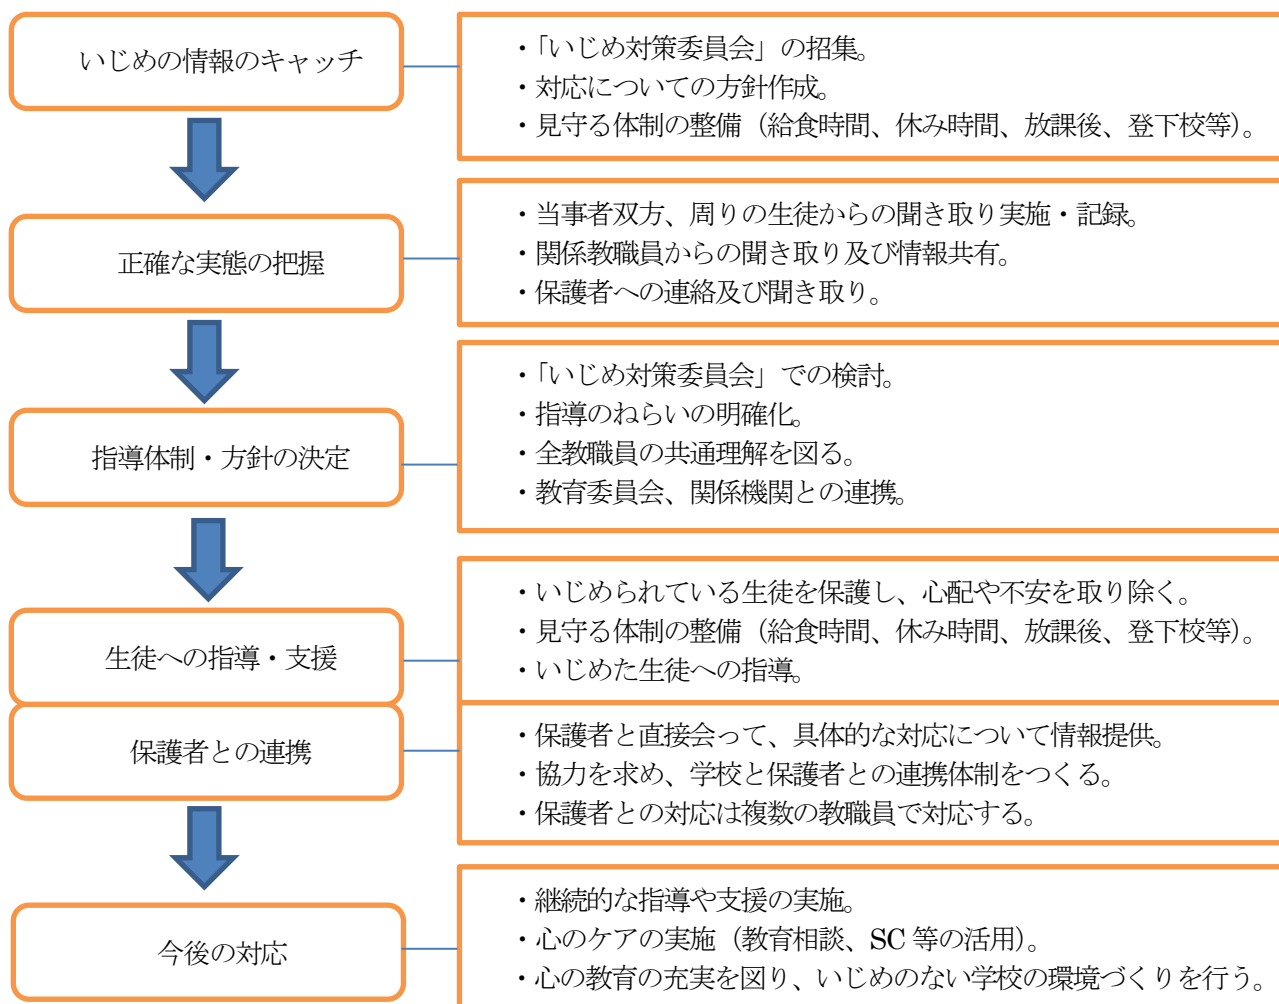 いじめの情報のキャッチ
・「いじめ対策委員会」の招集。
・対応についての方針作成。
・見守る体制の整備（給食時間、休み時間、放課後、登下校等）。
正確な実態の把握
・当事者双方、周りの生徒からの聞き取り実施・記録。
・関係教職員からの聞き取り及び情報共有。
・保護者への連絡及び聞き取り。
指導体制・方針の決定
・「いじめ対策委員会」での検討。
・指導のねらいの明確化。
・全教職員の共通理解を図る。
・教育委員会、関係機関との連携。
生徒への指導・支援
・いじめられている生徒を保護し、心配や不安を取り除く。
・見守る体制の整備（給食時間、休み時間、放課後、登下校等）。
・いじめた生徒への指導。
保護者との連携
・保護者と直接会って、具体的な対応について情報提供。
・協力を求め、学校と保護者との連携体制をつくる。
・保護者との対応は複数の教職員で対応する。
今後の対応
・継続的な指導や支援の実施。
・心のケアの実施（教育相談、SC 等の活用）。
・心の教育の充実を図り、いじめのない学校の環境づくりを行う。